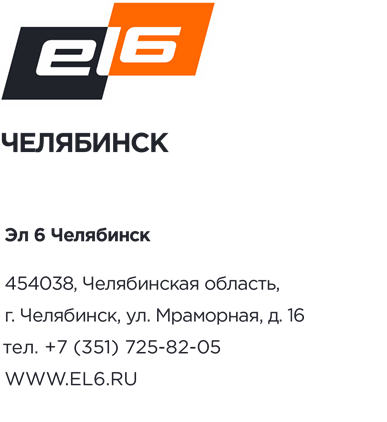 el6
ЧЕЛЯБИНСК
Эл 6 Челябинск
454038, Челябинская область,
г. Челябинск, ул. Мраморная, д. 16
тел. +7 (351) 725-82-05
WWW.EL6.RU